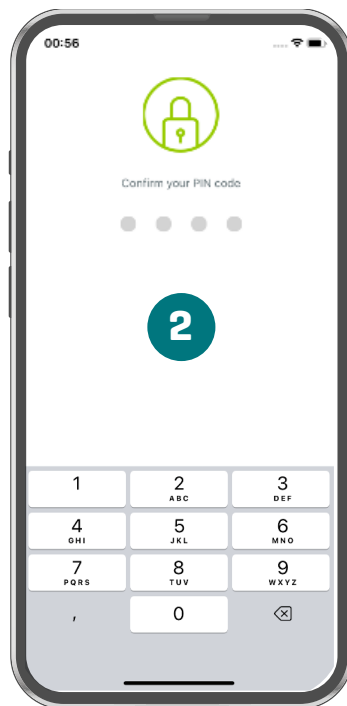 00:56
Confirm your PIN code
2
1 2 3
ABC DEF
4 5 6
GHI JKL MNO
7 8 9
PQRS TUV WXYZ
, 0